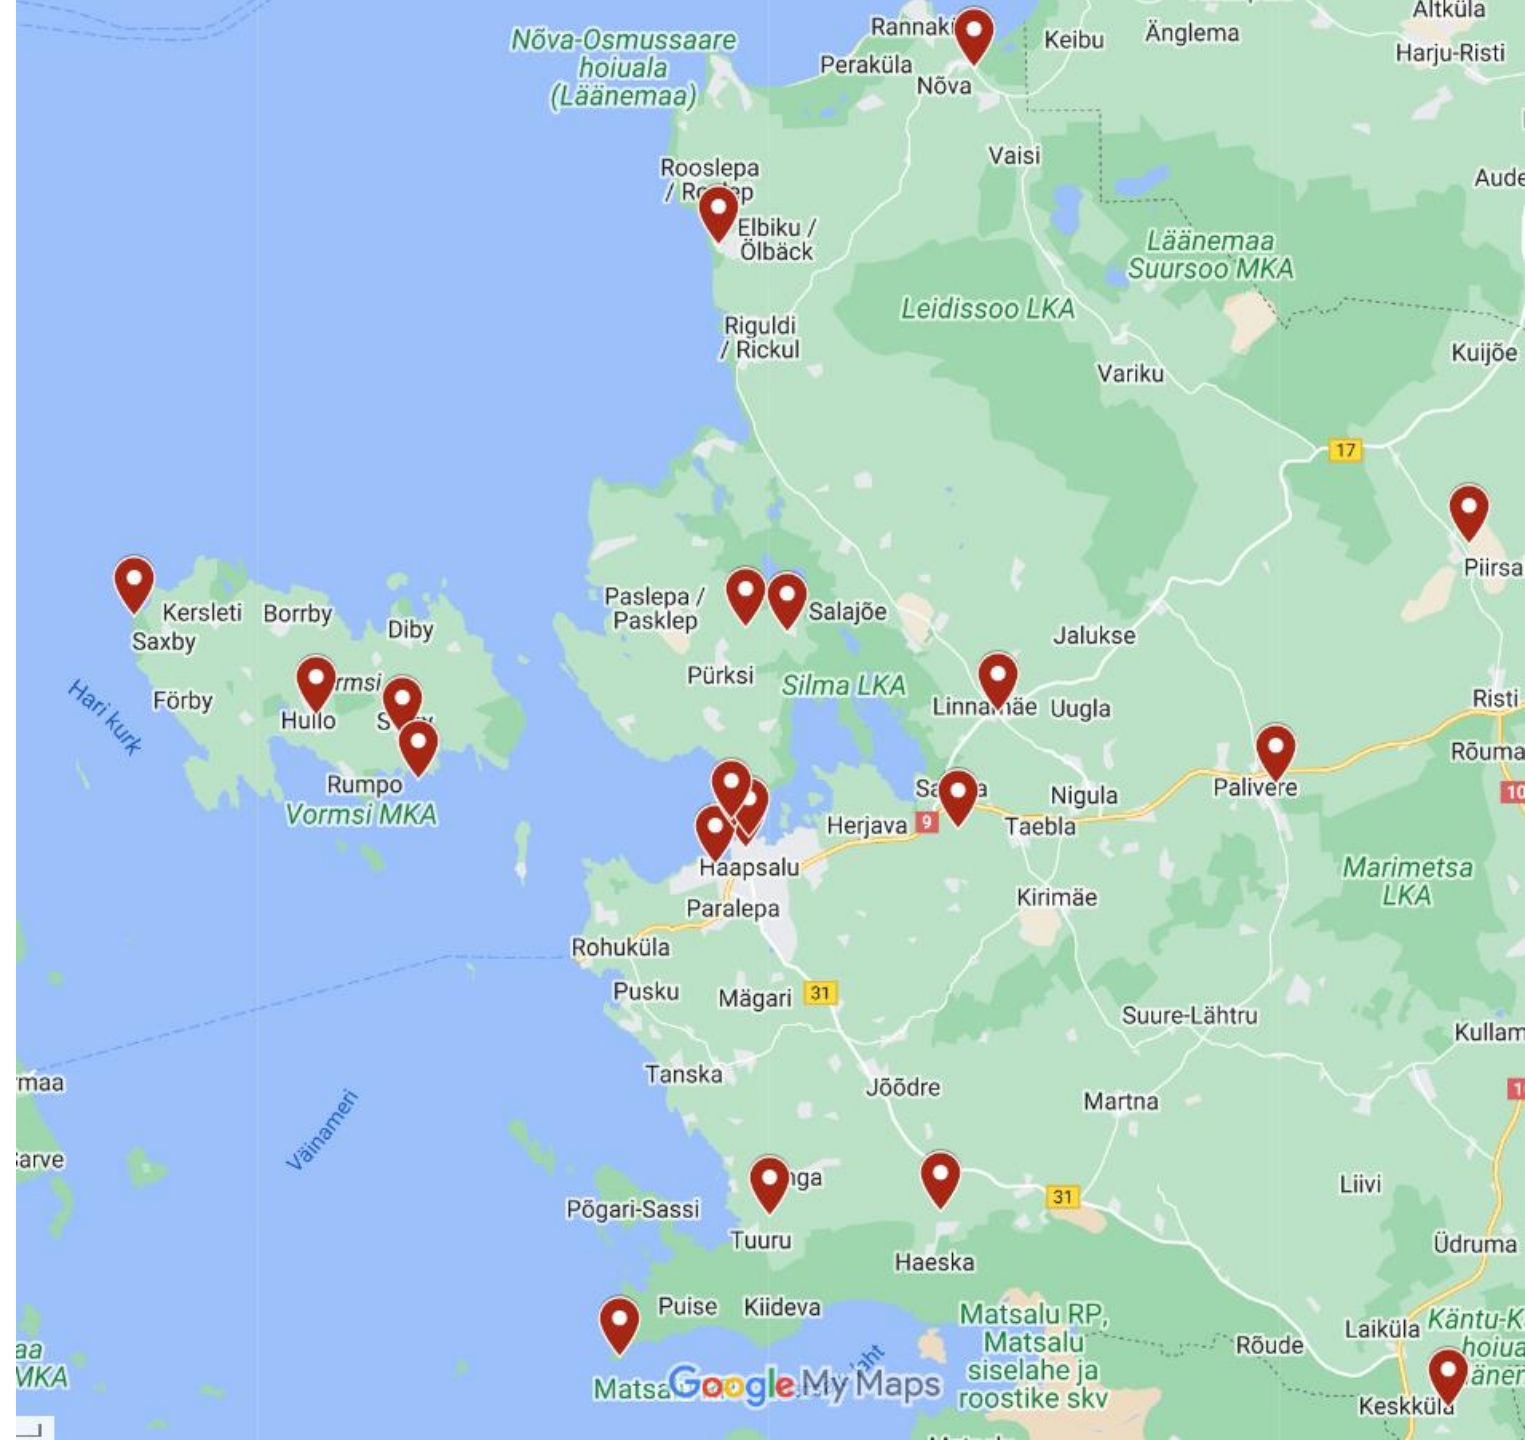 Nõva-Osmussaare
hoiuala
(Läänemaa)
Peraküla
Nõva
Keibu
Änglema
Altküla
Harju-Risti
Vaisi
Rooslepa
Elbiku /
Ölbäck
Läänemaa
Suursoo MKA
Leidissoo LKA
Riguldi
/ Rickul
Variku
Kuijõe
17
Paslepa /
Pasklep
Salajõe
Jalukse
Kersleti
Borrby
Diby
Saxby
Hari kurk
Förby
Hullo
Rumpo
Vormsi MKA
Pürksi
Silma LKA
Linnamäe
Uugla
Risti
Palivere
Nigula
10
Herjava
9
Taebla
Haapsalu
Paralepa
Kirimäe
Marimetsa
LKA
Rohuküla
Pusku
Mägari
31
Suure-Lähtru
Tanska
Jõõdre
Martna
Väinameri
Põgari-Sassi
Tuuru
Haeska
31
Liivi
Üdruma
Puise
Kiideva
Matsalu RP,
Matsalu
siselahe ja
roostike skv
Rõude
Laiküla
Keskküla
Google My Maps